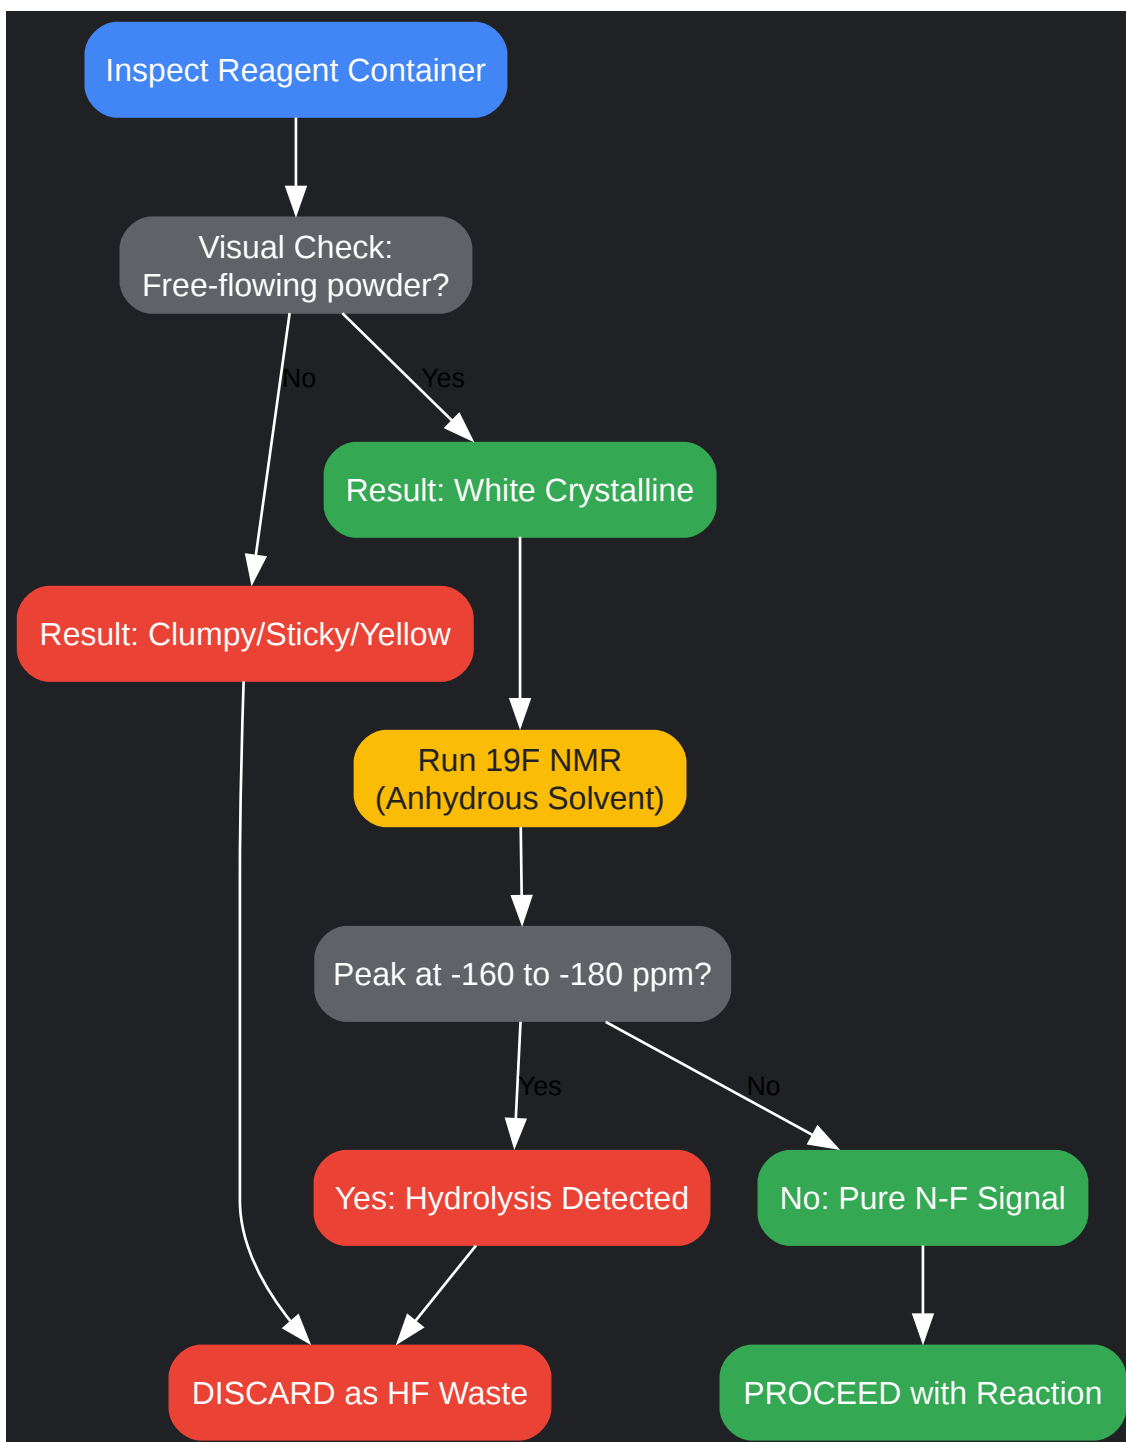 Inspect Reagent Container
Visual Check:
Free-flowing powder?
No
Yes
Result: White Crystalline
Result: Clumpy/Sticky/Yellow
Run 19F NMR
(Anhydrous Solvent)
Peak at -160 to -180 ppm?
Yes
No
Yes: Hydrolysis Detected
No: Pure N-F Signal
DISCARD as HF Waste
PROCEED with Reaction